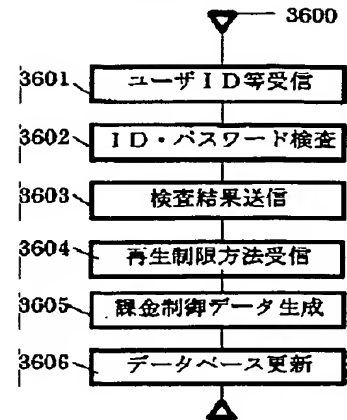 3600
3601 ユーザID等受信
3602 ID・パスワード検査
3603 検査結果送信
3604 再生制限方法受信
3605 課金制御データ生成
3606 データベース更新